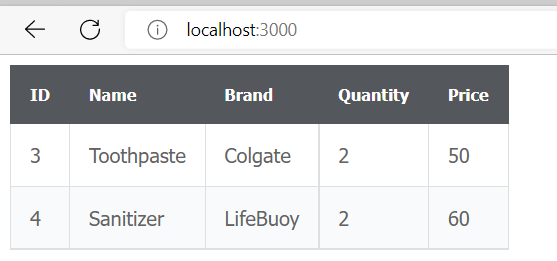 localhost:3000
ID Name Brand Quantity Price
3 Toothpaste Colgate 2 50
4 Sanitizer LifeBuoy 2 60